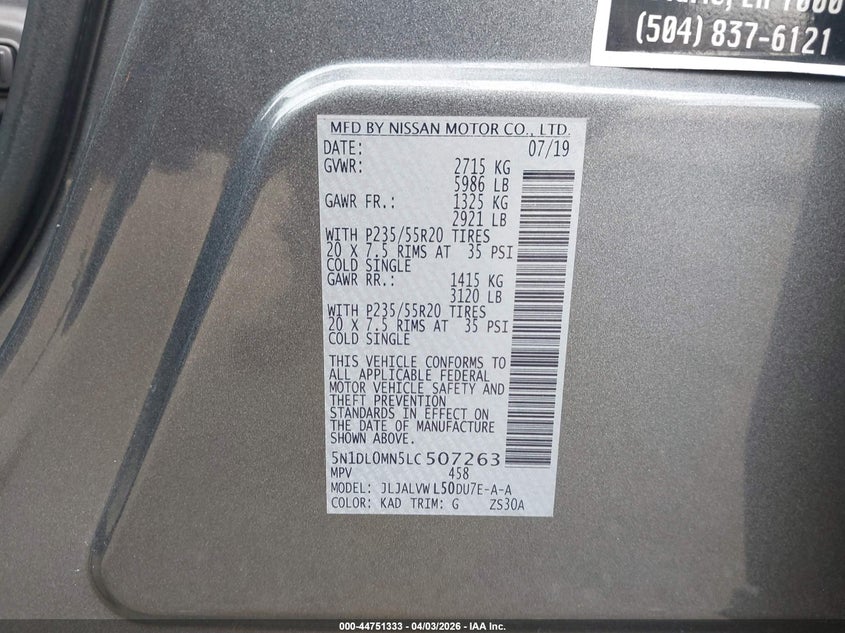 (504) 837-6121
MFD BY NISSAN MOTOR CO., LTD.
DATE: 07/19
GVWR: 2715 KG
5986 LB
GAWR FR.: 1325 KG
2921 LB
WITH P235/55R20 TIRES
20 X 7.5 RIMS AT 35 PSI
COLD SINGLE
GAWR RR.: 1415 KG
3120 LB
WITH P235/55R20 TIRES
20 X 7.5 RIMS AT 35 PSI
COLD SINGLE
THIS VEHICLE CONFORMS TO
ALL APPLICABLE FEDERAL
MOTOR VEHICLE SAFETY AND
THEFT PREVENTION
STANDARDS IN EFFECT ON
THE DATE OF MANUFACTURE
SHOWN ABOVE.
5N1DL0MN5LC507263
MPV 458
MODEL: JLJALVWL50DU7E-A-A
COLOR: KAD TRIM: G ZS30A
000-44751333 - 04/03/2026 - IAA Inc.